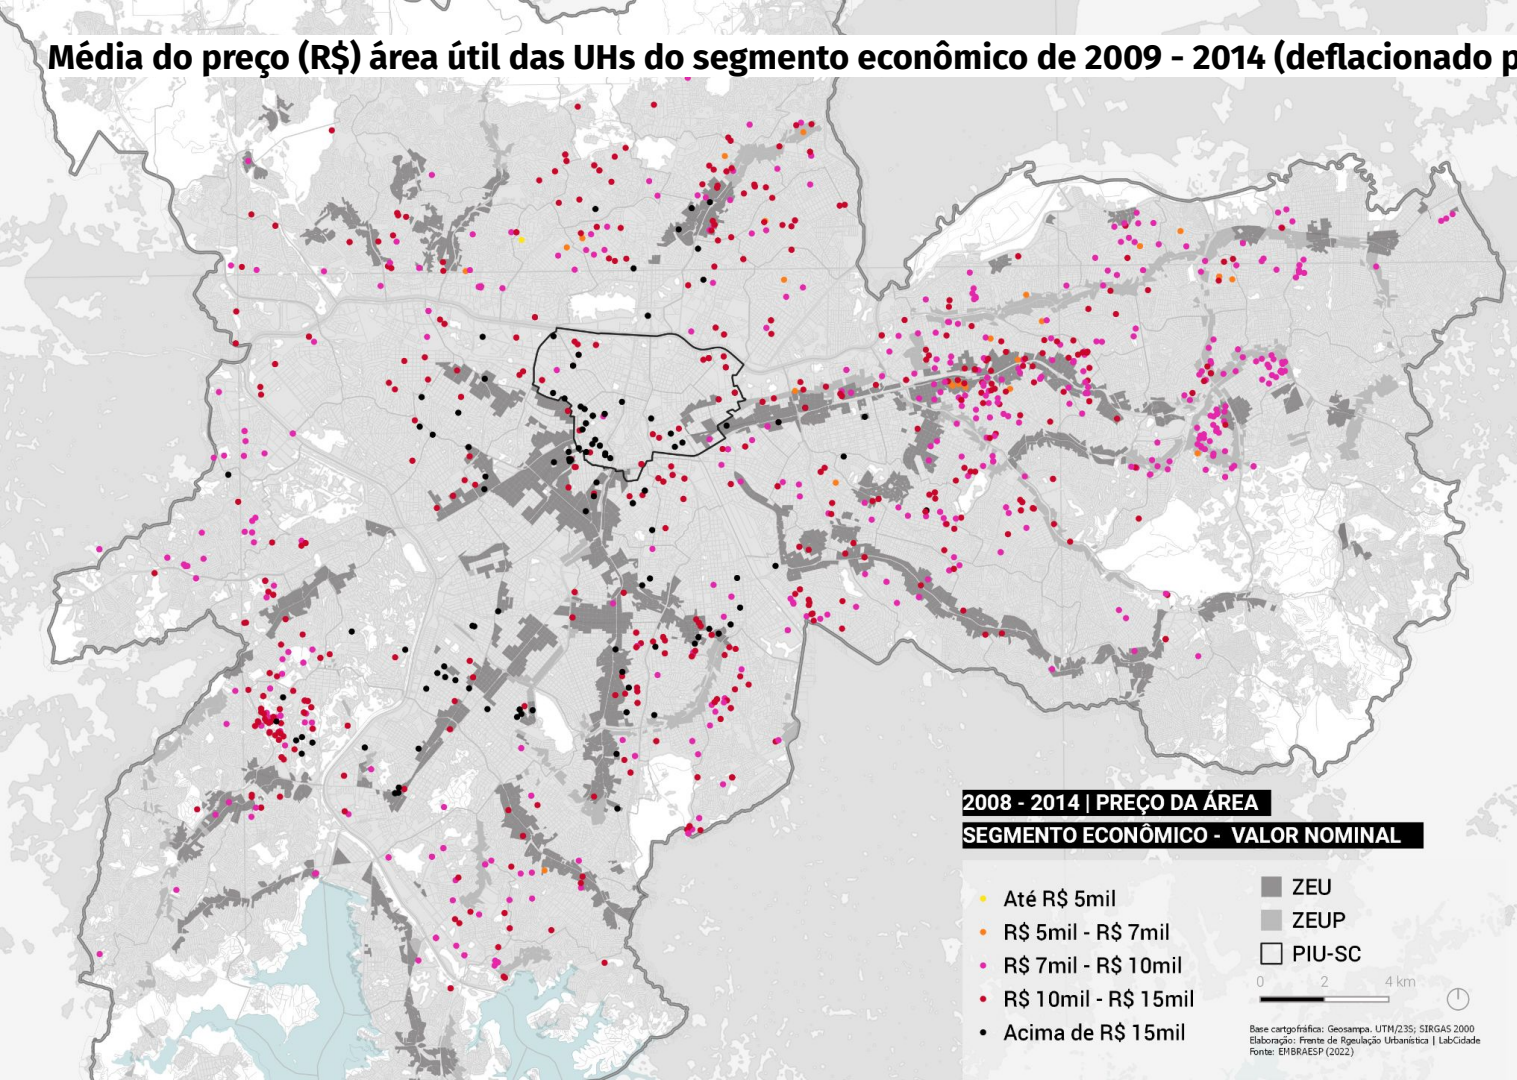 Média do preço (R$) área útil das UHs do segmento econômico de 2009 - 2014 (deflacionado p
2008 - 2014 | PREÇO DA ÁREA
SEGMENTO ECONÔMICO - VALOR NOMINAL
Até R$ 5mil
R$ 5mil - R$ 7mil
R$ 7mil - R$ 10mil
R$ 10mil - R$ 15mil
Acima de R$ 15mil
ZEU
ZEUP
PIU-SC
0 2 4 km
Base cartgofráfica: Geosampa. UTM/23S; SIRGAS 2000
Elaboração: Frente de Rgeulação Urbanística | LabCidade
Fonte: EMBRAESP (2022)